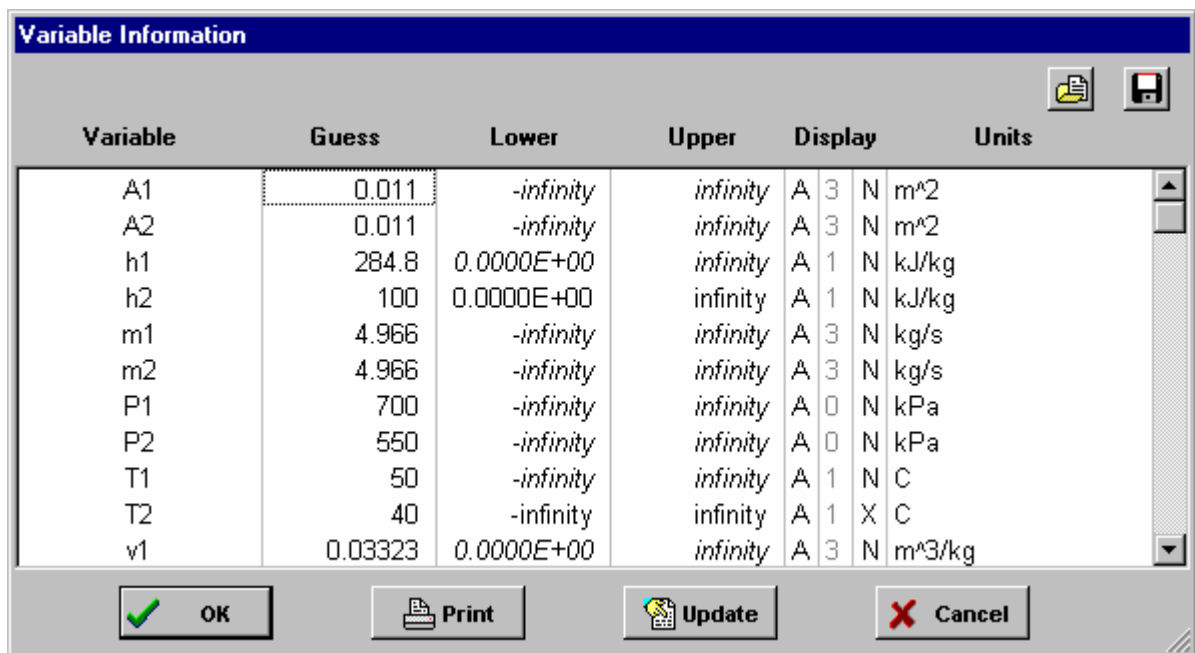 Variable Information
Variable Guess Lower Upper Display Units
A1 0.011 -infinity infinity A 3 N m^2
A2 0.011 -infinity infinity A 3 N m^2
h1 284.8 0.0000E+00 infinity A 1 N kJ/kg
h2 100 0.0000E+00 infinity A 1 N kJ/kg
m1 4.966 -infinity infinity A 3 N kg/s
m2 4.966 -infinity infinity A 3 N kg/s
P1 700 -infinity infinity A 0 N kPa
P2 550 -infinity infinity A 0 N kPa
T1 50 -infinity infinity A 1 N C
T2 40 -infinity infinity A 1 X C
v1 0.03323 0.0000E+00 infinity A 3 N m^3/kg
OK Print Update Cancel